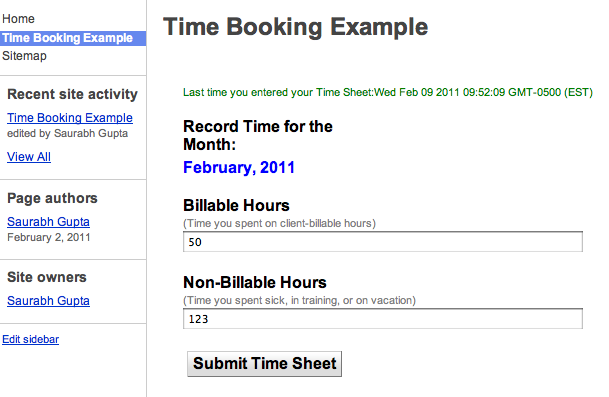 Home
Time Booking Example
Sitemap
Recent site activity
Time Booking Example
edited by Saurabh Gupta
View All
Page authors
Saurabh Gupta
February 2, 2011
Site owners
Saurabh Gupta
Edit sidebar
Time Booking Example
Last time you entered your Time Sheet:Wed Feb 09 2011 09:52:09 GMT-0500 (EST)
Record Time for the
Month:
February, 2011
Billable Hours
(Time you spent on client-billable hours)
50
Non-Billable Hours
(Time you spent sick, in training, or on vacation)
123
Submit Time Sheet